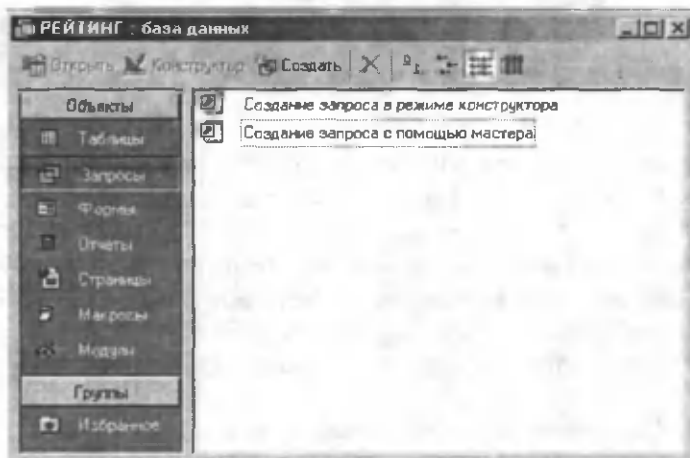 РЕЙТИНГ : база данных
Открыть Конструктор Создать
Объекты
Таблицы
Запросы
Формы
Отчеты
Страницы
Макросы
Модули
Группы
Избранное
Создание запроса в режиме конструктора
Создание запроса с помощью мастера